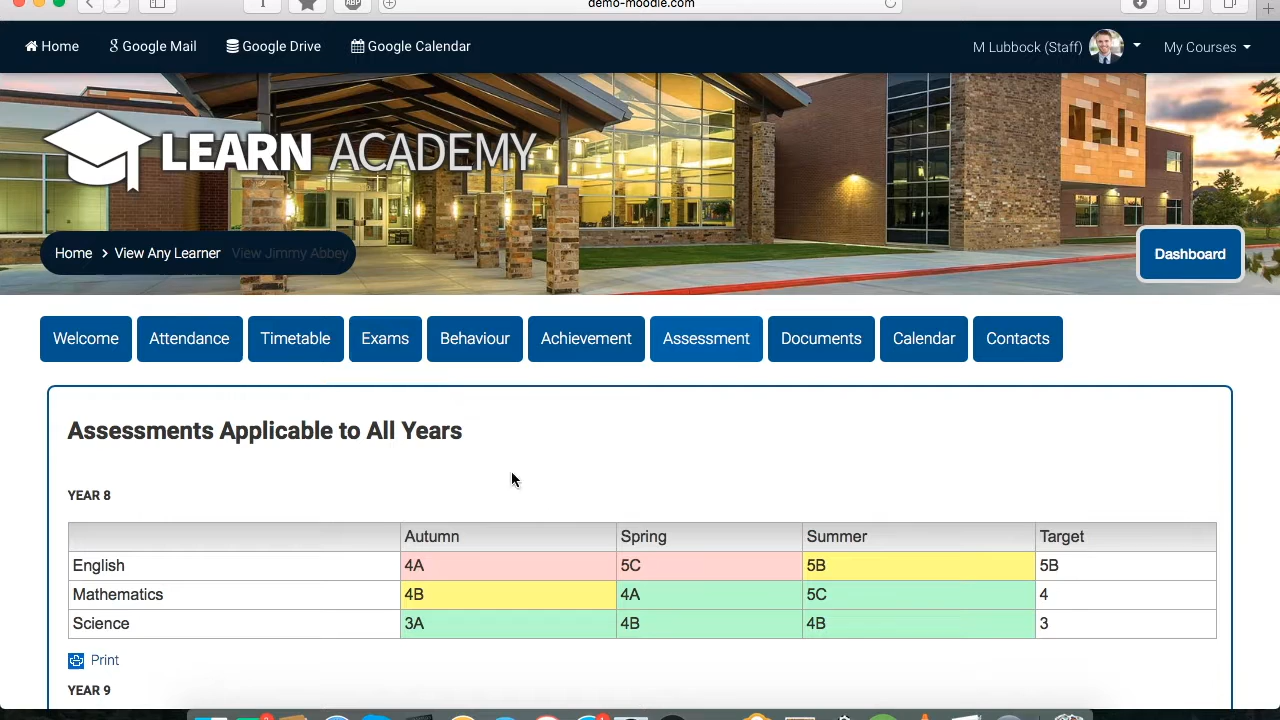 demo-moodle.com
Home Google Mail Google Drive Google Calendar M Lubbock (Staff) My Courses
LEARN ACADEMY
Home > View Any Learner View Jimmy Abbey
Dashboard
Welcome Attendance Timetable Exams Behaviour Achievement Assessment Documents Calendar Contacts
Assessments Applicable to All Years
YEAR 8
Autumn Spring Summer Target
English 4A 5C 5B 5B
Mathematics 4B 4A 5C 4
Science 3A 4B 4B 3
Print
YEAR 9